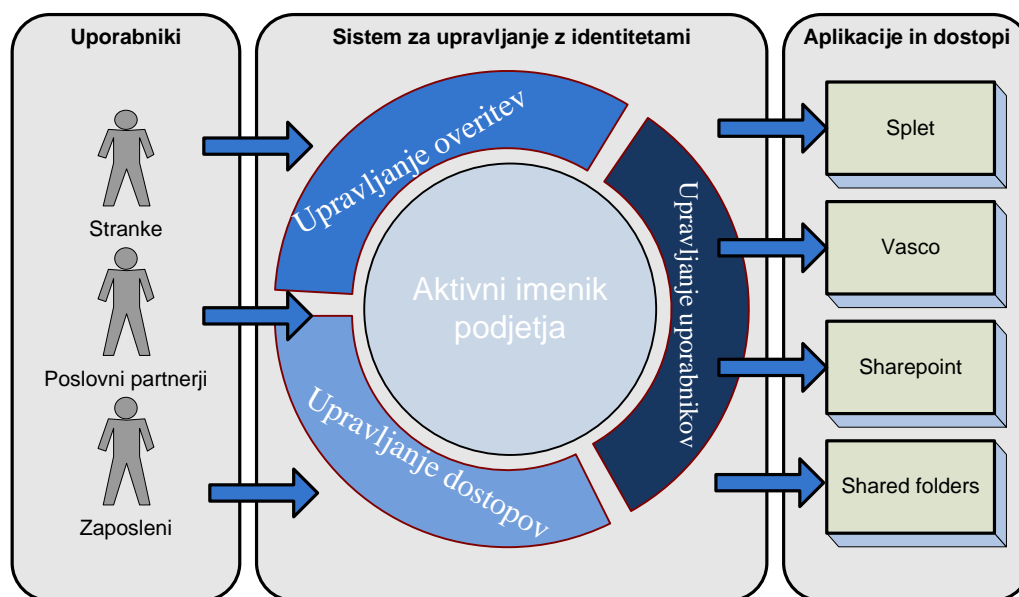 Uporabniki
Stranke
Poslovni partnerji
Zaposleni
Sistem za upravljanje z identitetami
Upravljanje overitev
Upravljanje uporabnikov
Upravljanje dostopov
Aktivni imenik
podjetja
Aplikacije in dostopi
Splet
Vasco
Sharepoint
Shared folders